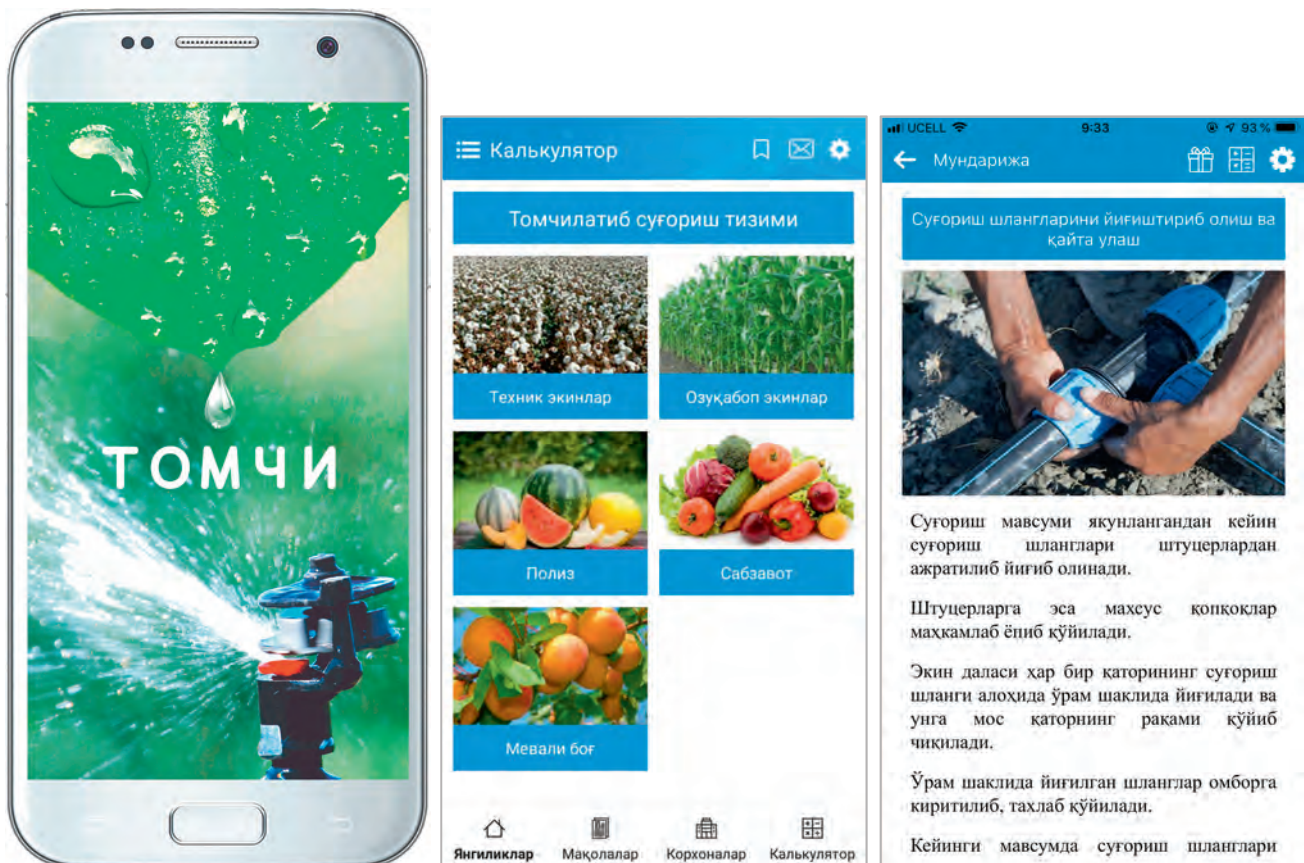 ТОМЧИ
Калькулятор
Томчилатиб суғориш тизими
Техник экинлар
Озуқабоп экинлар
Полиз
Сабзавот
Мевали боғ
Янгиликлар
Мақолалар
Корхоналар
Калькулятор
UCELL
9:33
93 %
Мундарижа
Суғориш шлангларини йиғиштириб олиш ва
қайта улаш
Суғориш мавсуми якунлангандан кейин
суғориш шланглари штуцерлардан
ажратилиб йиғиб олинади.
Штуцерларга эса махсус қопқоқлар
маҳкамлаб ёпиб қўйилади.
Экин даласи ҳар бир қаторининг суғориш
шланги алоҳида ўрам шаклида йиғилади ва
унга мос қаторнинг рақами қўйиб
чиқилади.
Ўрам шаклида йиғилган шланглар омборга
киритилиб, тахлаб қўйилади.
Кейинги мавсумда суғориш шланглари